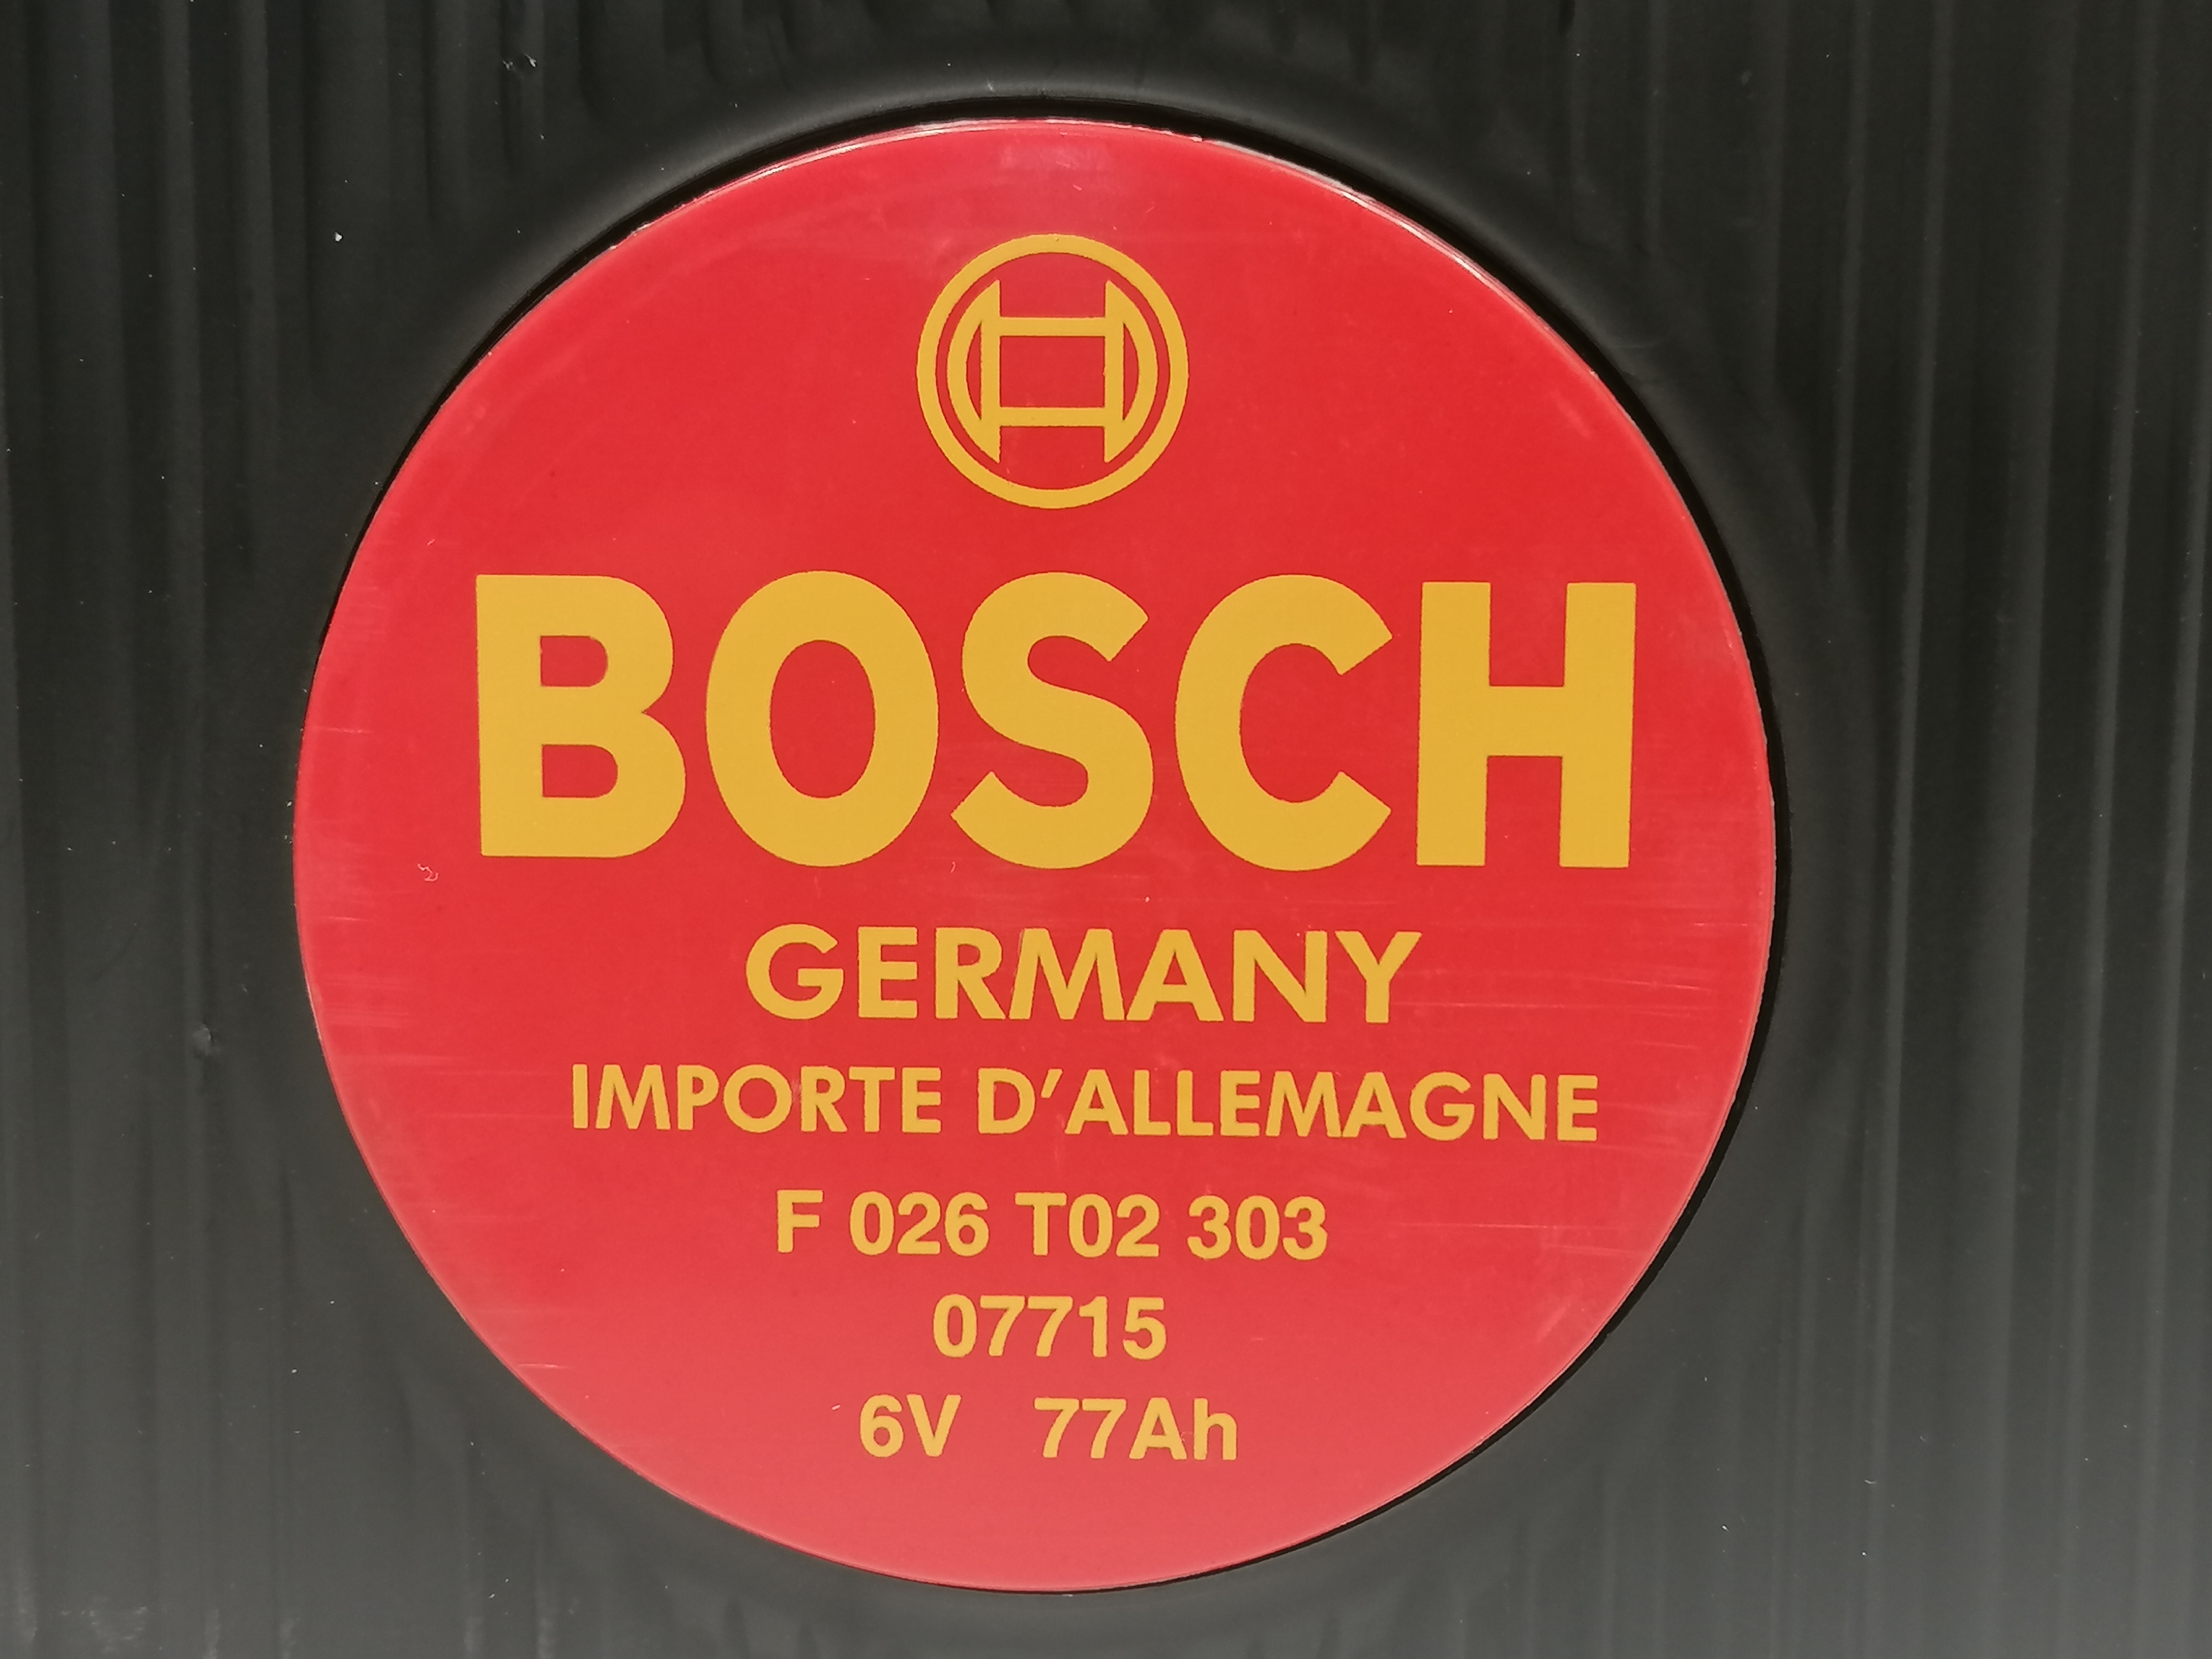 BOSCH
GERMANY
IMPORTE D'ALLEMAGNE
F 026 T02 303
07715
6V 77Ah